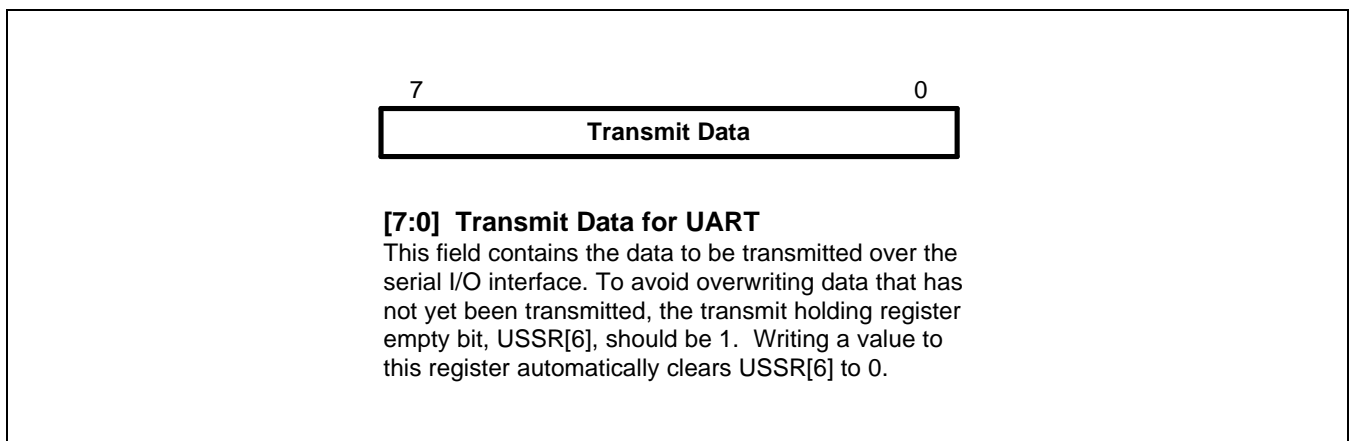 7 0
Transmit Data
[7:0] Transmit Data for UART
This field contains the data to be transmitted over the
serial I/O interface. To avoid overwriting data that has
not yet been transmitted, the transmit holding register
empty bit, USSR[6], should be 1. Writing a value to
this register automatically clears USSR[6] to 0.